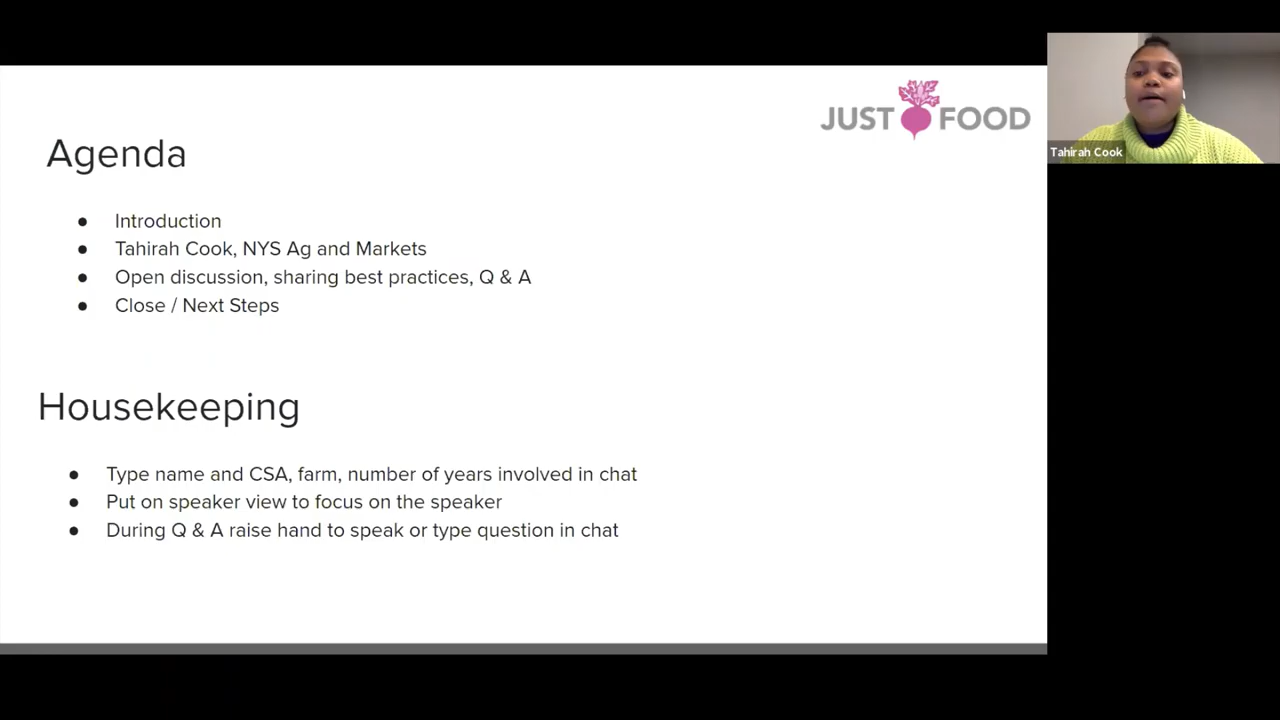 JUST FOOD
Tahirah Cook
Agenda
● Introduction
● Tahirah Cook, NYS Ag and Markets
● Open discussion, sharing best practices, Q & A
● Close / Next Steps
Housekeeping
● Type name and CSA, farm, number of years involved in chat
● Put on speaker view to focus on the speaker
● During Q & A raise hand to speak or type question in chat